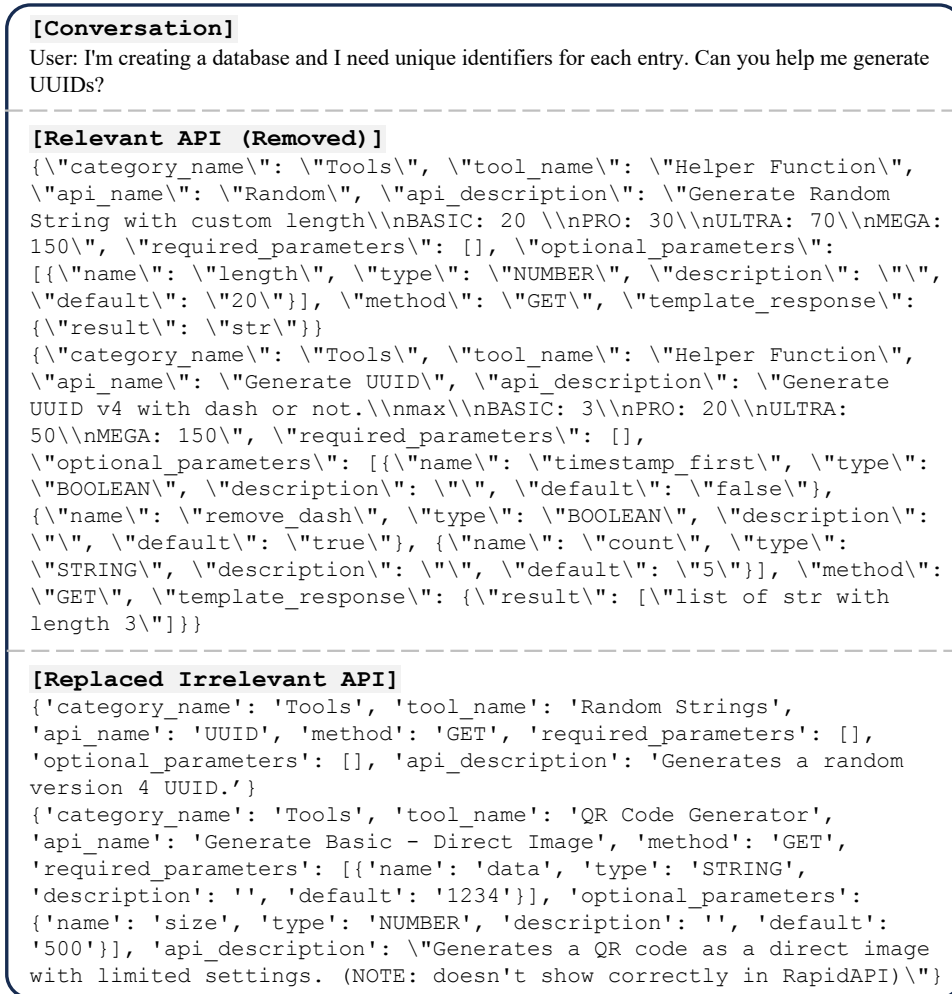 [Conversation]
User: I'm creating a database and I need unique identifiers for each entry. Can you help me generate
UUIDs?
[Relevant API (Removed)]
{\"category_name\": \"Tools\", \"tool_name\": \"Helper Function\",
\"api_name\": \"Random\", \"api_description\": \"Generate Random
String with custom length\\nBASIC: 20 \\nPRO: 30\\nULTRA: 70\\nMEGA:
150\", \"required_parameters\": [], \"optional_parameters\":
[{\"name\": \"length\", \"type\": \"NUMBER\", \"description\": \"\",
\"default\": \"20\"}], \"method\": \"GET\", \"template_response\":
{\"result\": \"str\"}}
{\"category_name\": \"Tools\", \"tool_name\": \"Helper Function\",
\"api_name\": \"Generate UUID\", \"api_description\": \"Generate
UUID v4 with dash or not.\\nmax\\nBASIC: 3\\nPRO: 20\\nULTRA:
50\\nMEGA: 150\", \"required_parameters\": [],
\"optional_parameters\": [{\"name\": \"timestamp_first\", \"type\":
\"BOOLEAN\", \"description\": \"\", \"default\": \"false\"},
{\"name\": \"remove_dash\", \"type\": \"BOOLEAN\", \"description\":
\"\", \"default\": \"true\"}, {\"name\": \"count\", \"type\":
\"STRING\", \"description\": \"\", \"default\": \"5\"}], \"method\":
\"GET\", \"template_response\": {\"result\": [\"list of str with
length 3\"]}}
[Replaced Irrelevant API]
{'category_name': 'Tools', 'tool_name': 'Random Strings',
'api_name': 'UUID', 'method': 'GET', 'required_parameters': [],
'optional_parameters': [], 'api_description': 'Generates a random
version 4 UUID.’}
{'category_name': 'Tools', 'tool_name': 'QR Code Generator',
'api_name': 'Generate Basic - Direct Image', 'method': 'GET',
'required_parameters': [{'name': 'data', 'type': 'STRING',
'description': '', 'default': '1234'}], 'optional_parameters':
{'name': 'size', 'type': 'NUMBER', 'description': '', 'default':
'500'}], 'api_description': \"Generates a QR code as a direct image
with limited settings. (NOTE: doesn't show correctly in RapidAPI)\"}